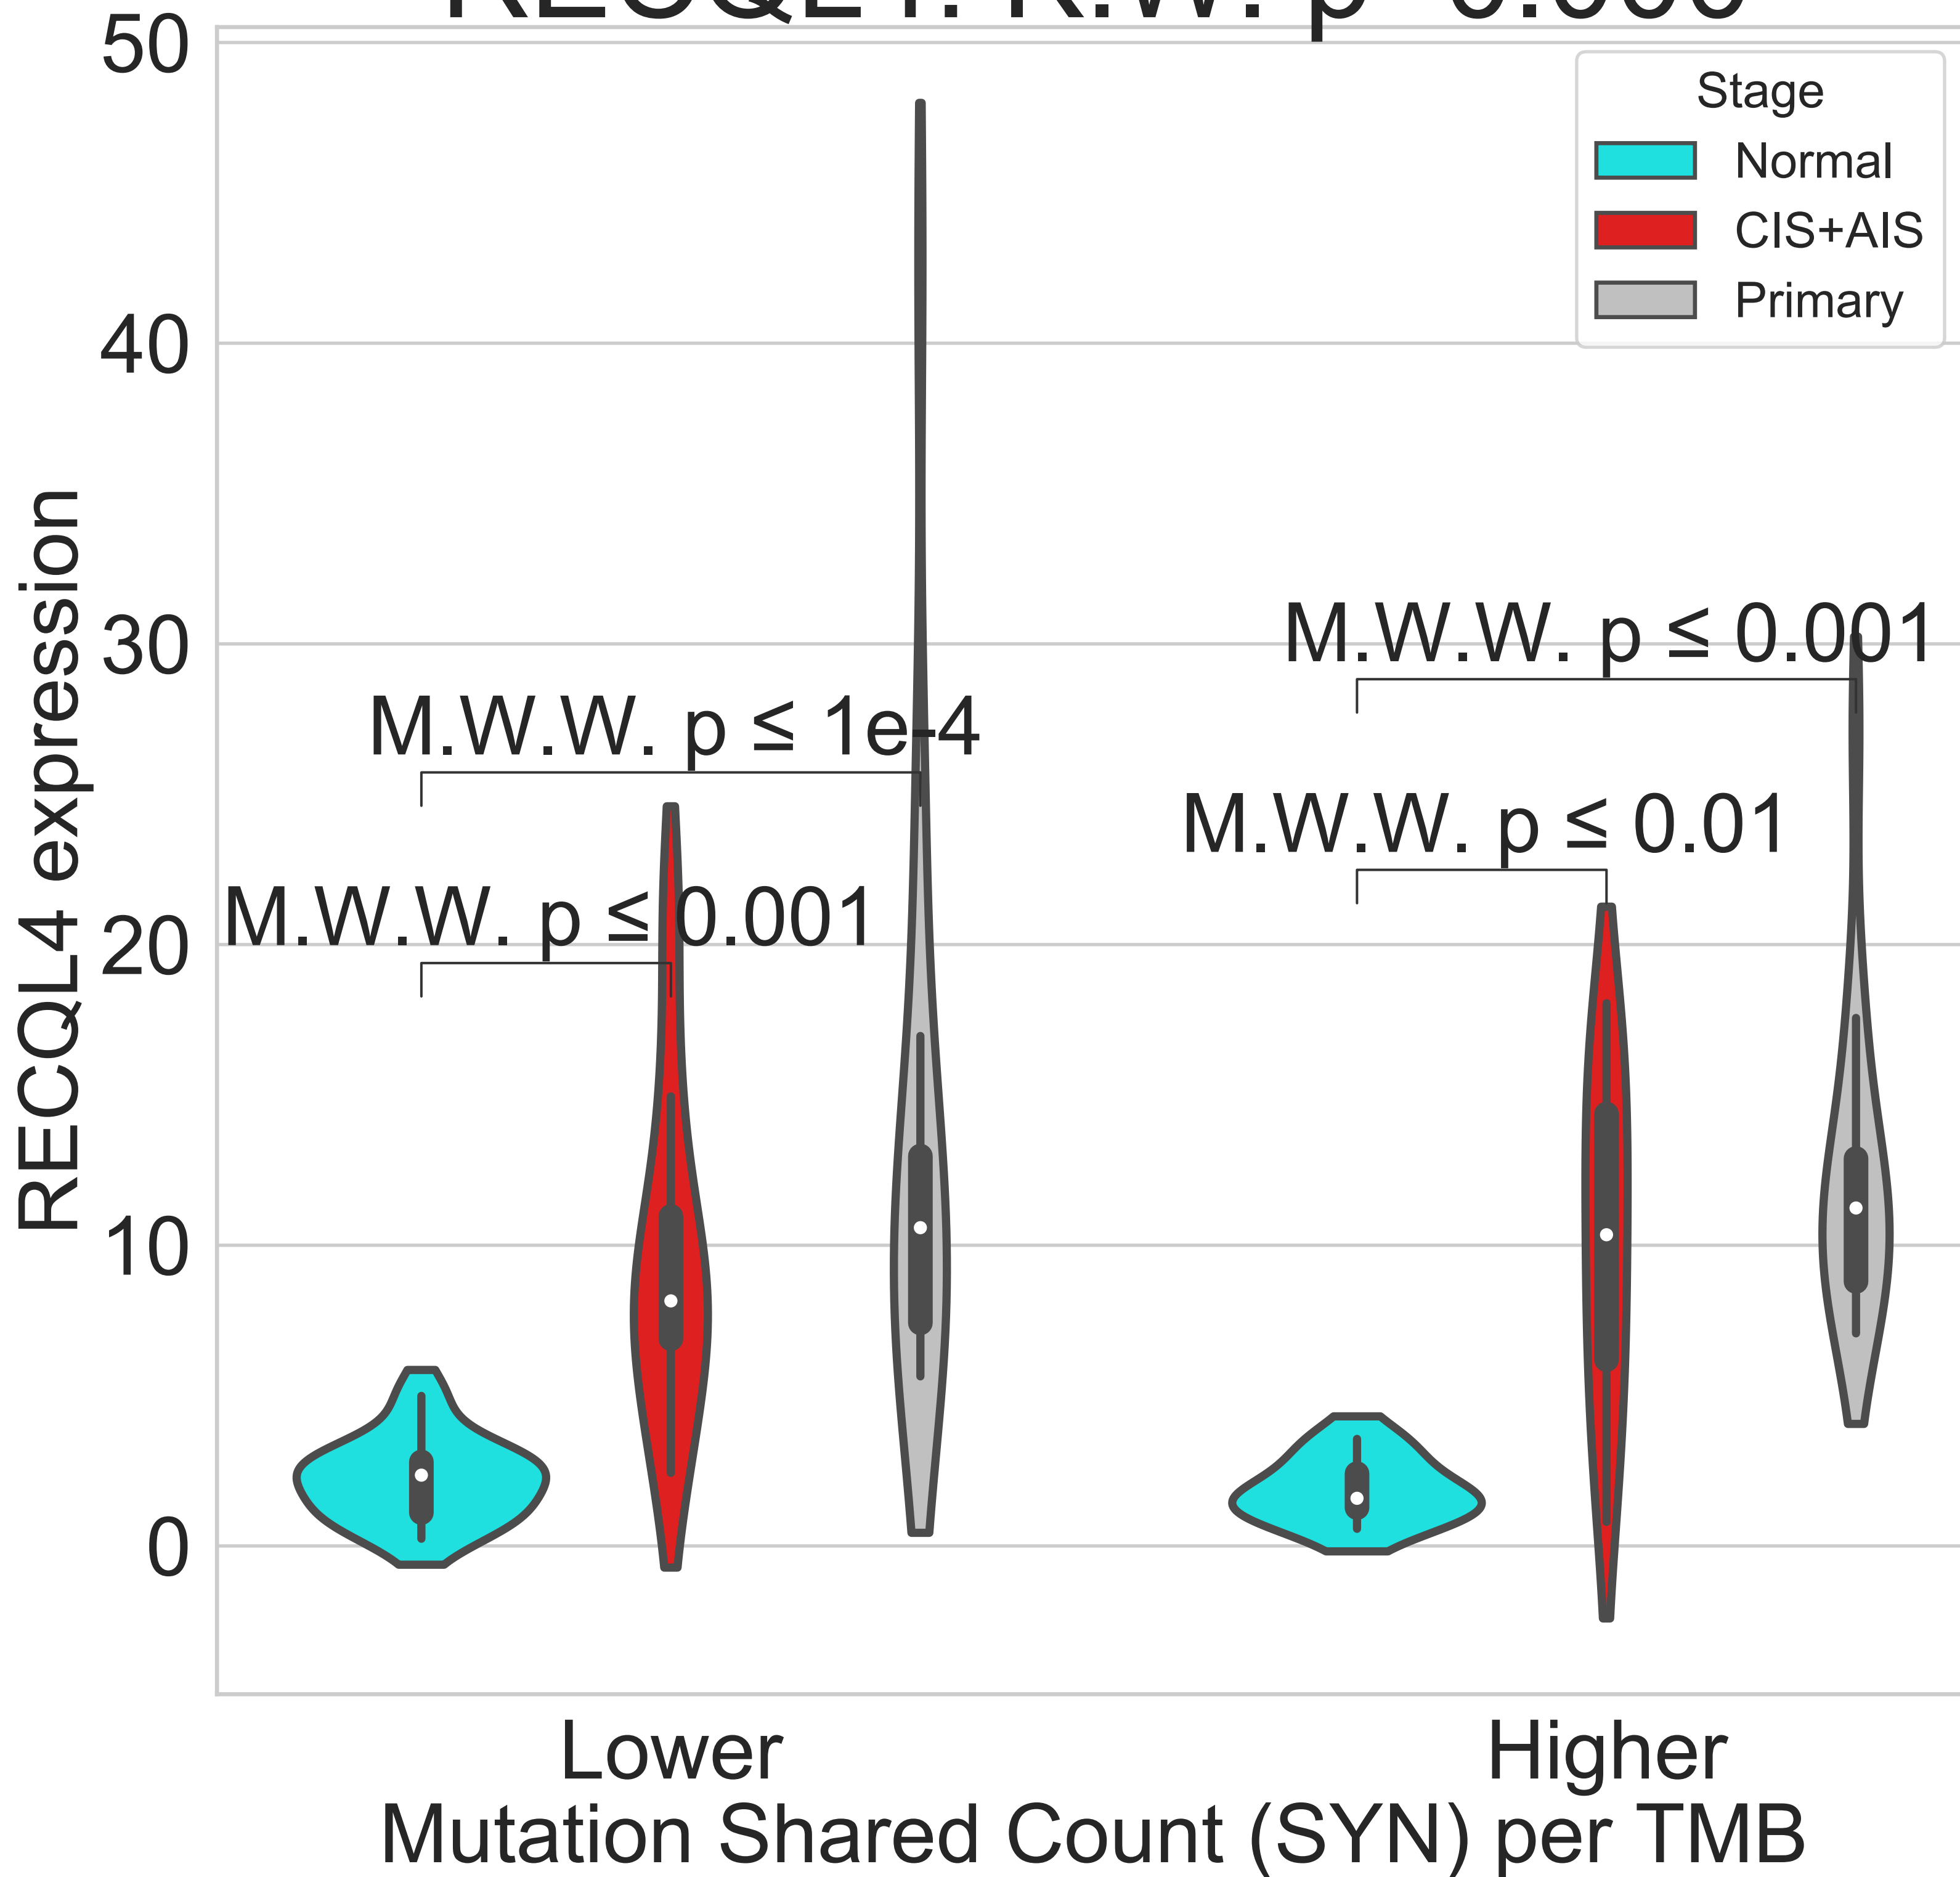 50
Stage
Normal
CIS+AIS
Primary
40
30
20
10
0
RECQL4 expression
M.W.W. p ≤ 0.001
M.W.W. p ≤ 1e-4
M.W.W. p ≤ 0.01
M.W.W. p ≤ 0.001
Lower
Higher
Mutation Shared Count (SYN) per TMB